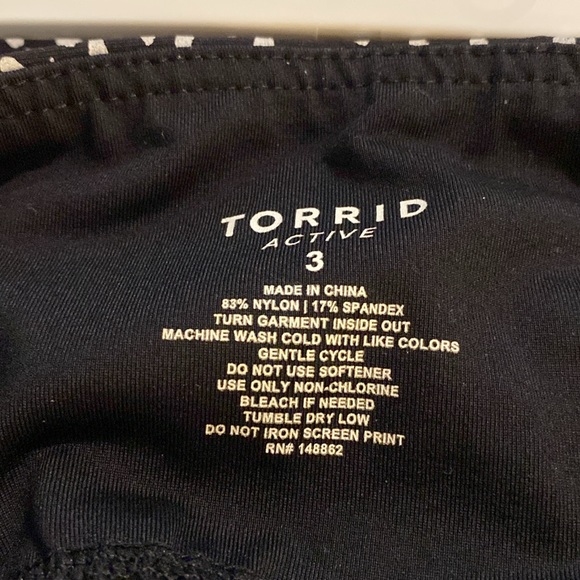 TORRID
ACTIVE
3
MADE IN CHINA
83% NYLON | 17% SPANDEX
TURN GARMENT INSIDE OUT
MACHINE WASH COLD WITH LIKE COLORS
GENTLE CYCLE
DO NOT USE SOFTENER
USE ONLY NON-CHLORINE
BLEACH IF NEEDED
TUMBLE DRY LOW
DO NOT IRON SCREEN PRINT
RN# 148862